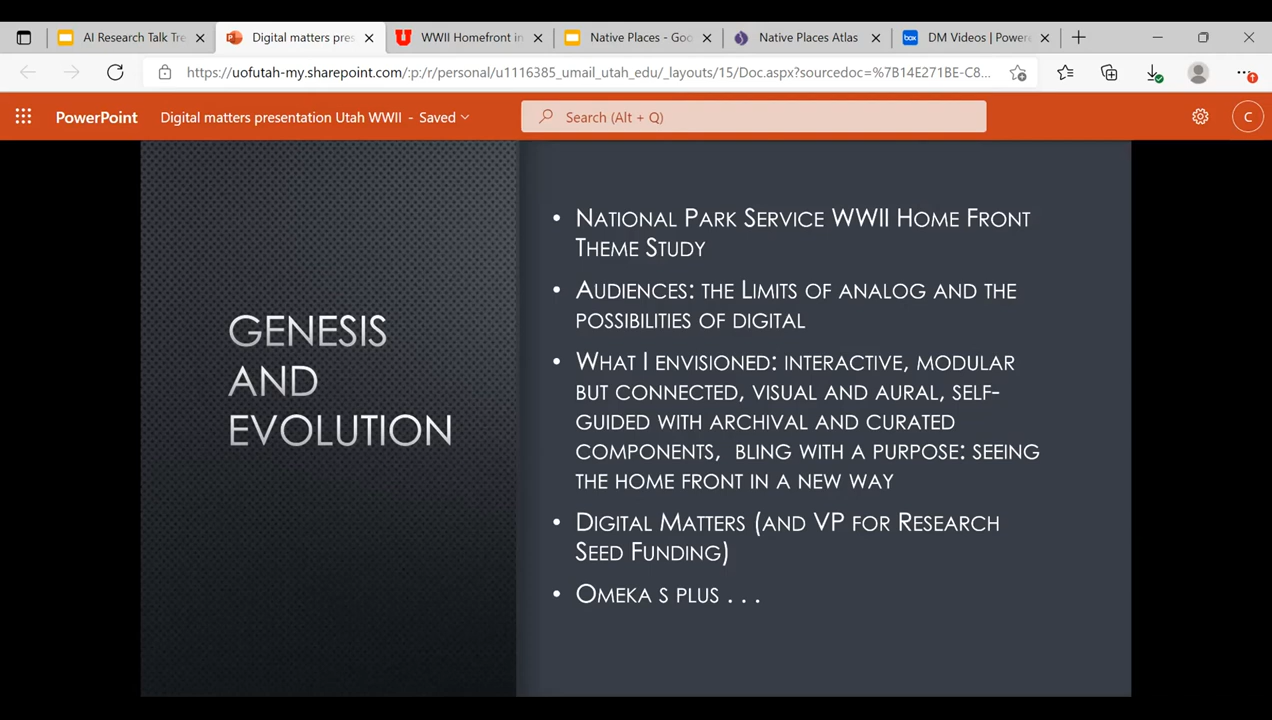 AI Research Talk Tre
Digital matters pres
WWII Homefront in
Native Places - Goo
Native Places Atlas
DM Videos | Powere
https://uofutah-my.sharepoint.com/:p:/r/personal/u1116385_umail_utah_edu/_layouts/15/Doc.aspx?sourcedoc=%7B14E271BE-C8...
PowerPoint
Digital matters presentation Utah WWII - Saved
Search (Alt + Q)
C
GENESIS
AND
EVOLUTION
• National Park Service WWII Home Front
Theme Study
• Audiences: the Limits of analog and the
possibilities of digital
• What I envisioned: interactive, modular
but connected, visual and aural, self-
guided with archival and curated
components, bling with a purpose: seeing
the home front in a new way
• Digital Matters (and VP for Research
Seed Funding)
• Omeka s plus . . .